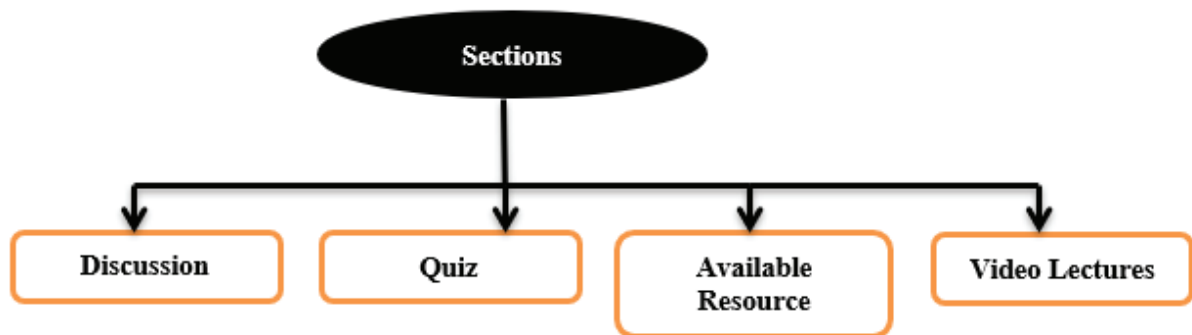 Sections
Discussion
Quiz
Available
Resource
Video Lectures